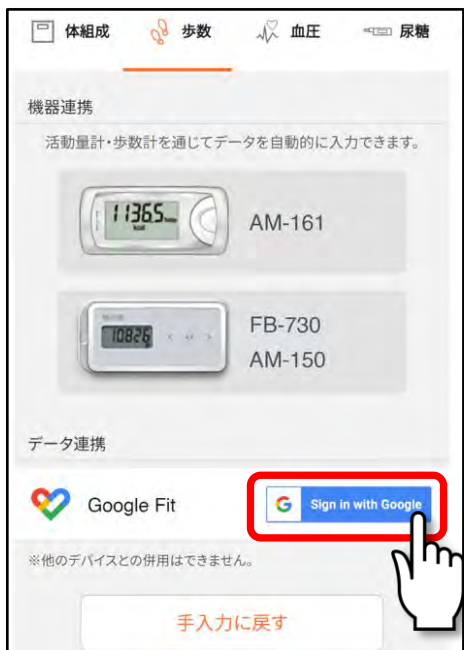 体組成 歩数 血圧 尿糖
機器連携
活動量計・歩数計を通じてデータを自動的に入力できます。
1136.5
kcal
AM-161
10826
FB-730
AM-150
データ連携
Google Fit
G Sign in with Google
※他のデバイスとの併用はできません。
手入力に戻す